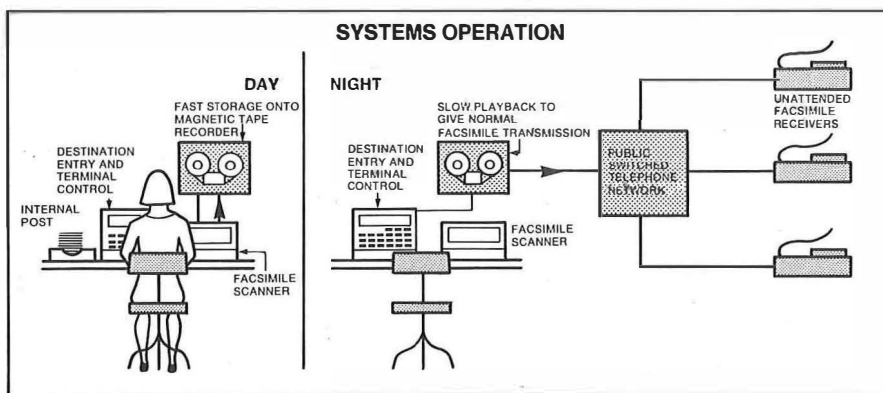 SYSTEMS OPERATION
DAY
FAST STORAGE ONTO
MAGNETIC TAPE
RECORDER
DESTINATION
ENTRY AND
TERMINAL
CONTROL
INTERNAL
POST
FACSIMILE
SCANNER
NIGHT
SLOW PLAYBACK TO
GIVE NORMAL
FACSIMILE TRANSMISSION
DESTINATION
ENTRY AND
TERMINAL
CONTROL
FACSIMILE
SCANNER
PUBLIC
SWITCHED
TELEPHONE
NETWORK
UNATTENDED
FACSIMILE
RECEIVERS